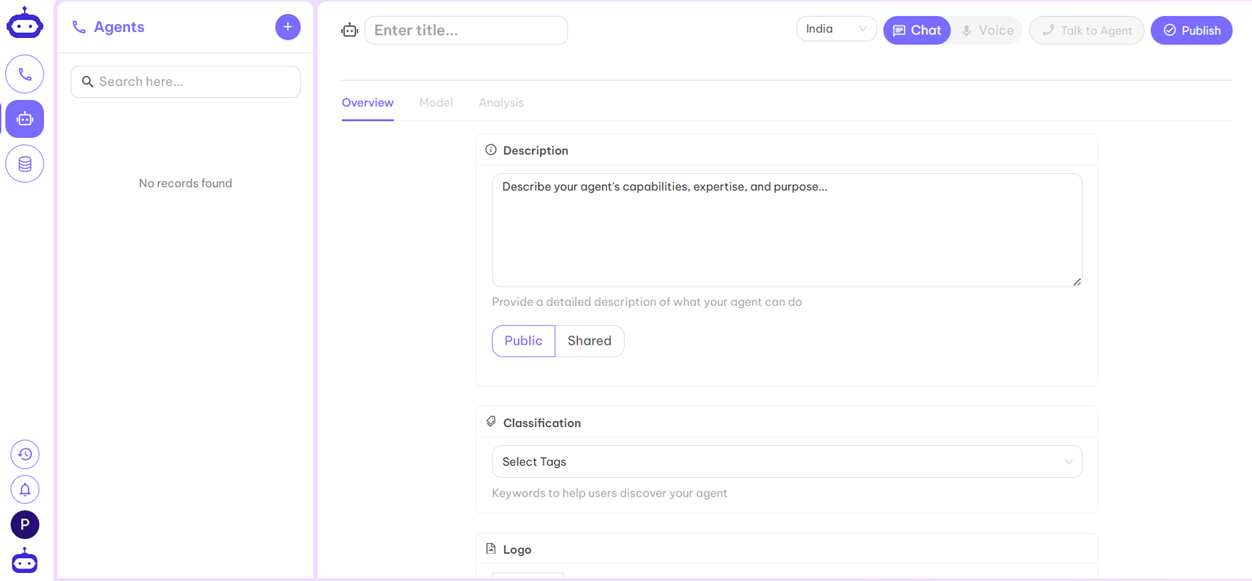 Agents
+
Search here...
No records found
P
Enter title...
India
Chat
Voice
Talk to Agent
Publish
Overview
Model
Analysis
Description
Describe your agent's capabilities, expertise, and purpose...
Provide a detailed description of what your agent can do
Public
Shared
Classification
Select Tags
Keywords to help users discover your agent
Logo